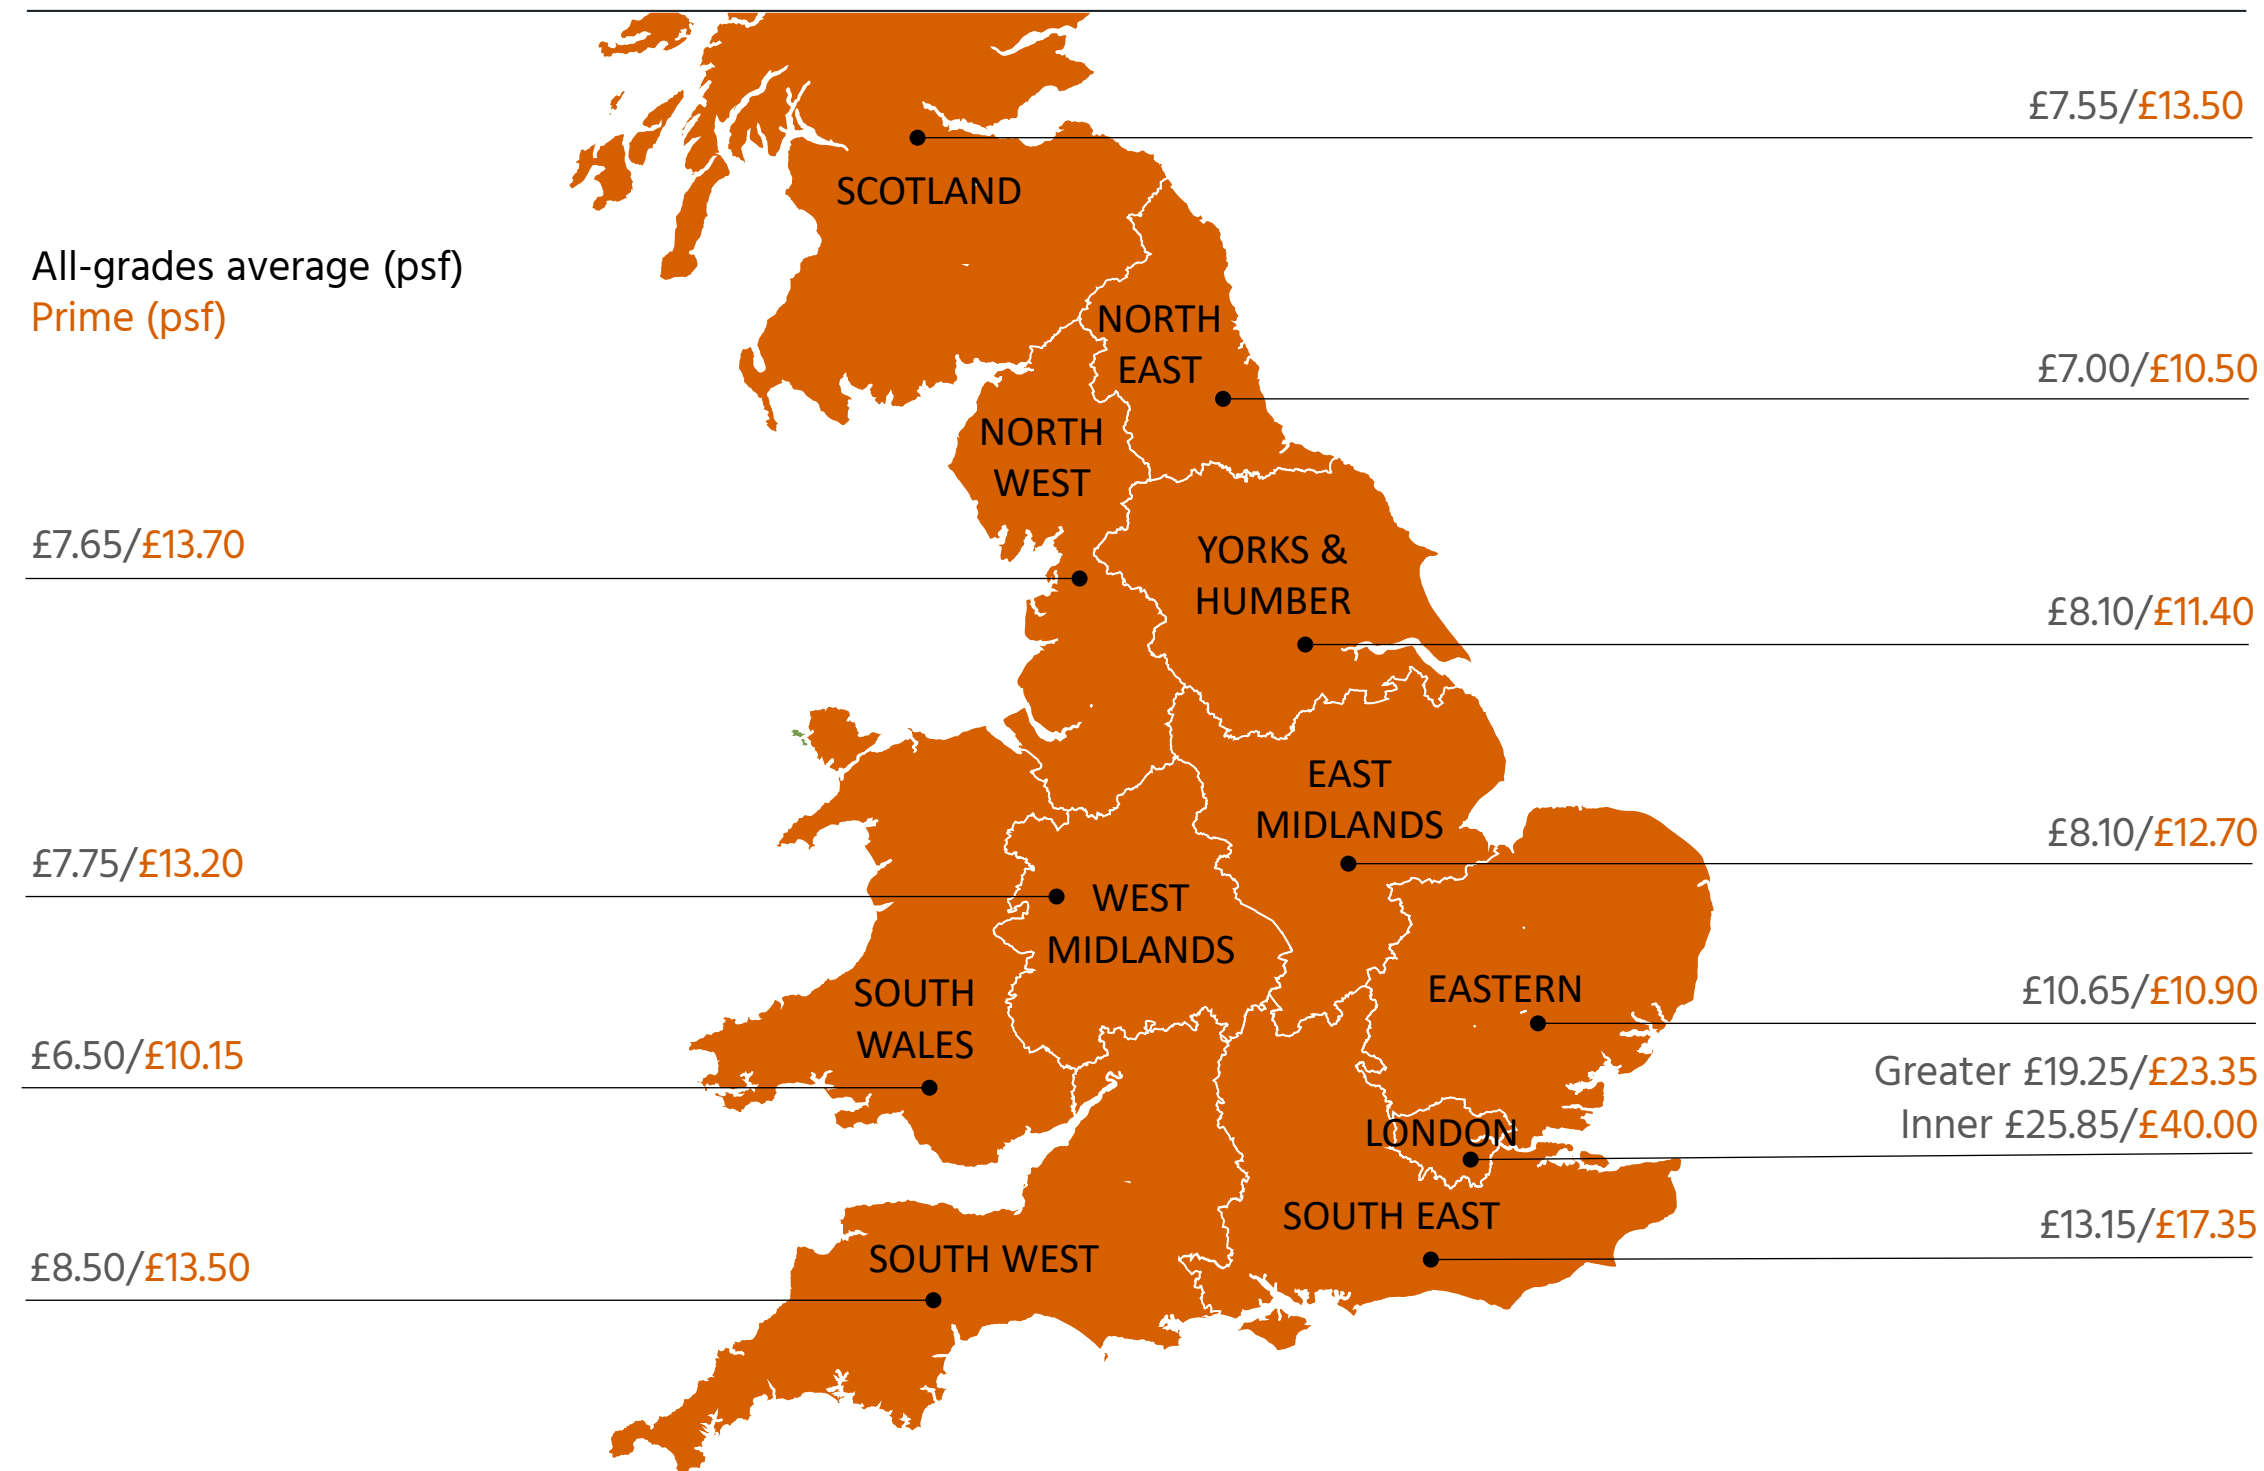 £7.55/£13.50
SCOTLAND
All-grades average (psf)
Prime (psf)
NORTH
EAST
£7.00/£10.50
NORTH
WEST
£7.65/£13.70
YORKS &
HUMBER
£8.10/£11.40
EAST
MIDLANDS
£8.10/£12.70
£7.75/£13.20
WEST
MIDLANDS
SOUTH
WALES
£6.50/£10.15
EASTERN
£10.65/£10.90
Greater £19.25/£23.35
Inner £25.85/£40.00
LONDON
SOUTH EAST
£13.15/£17.35
SOUTH WEST
£8.50/£13.50